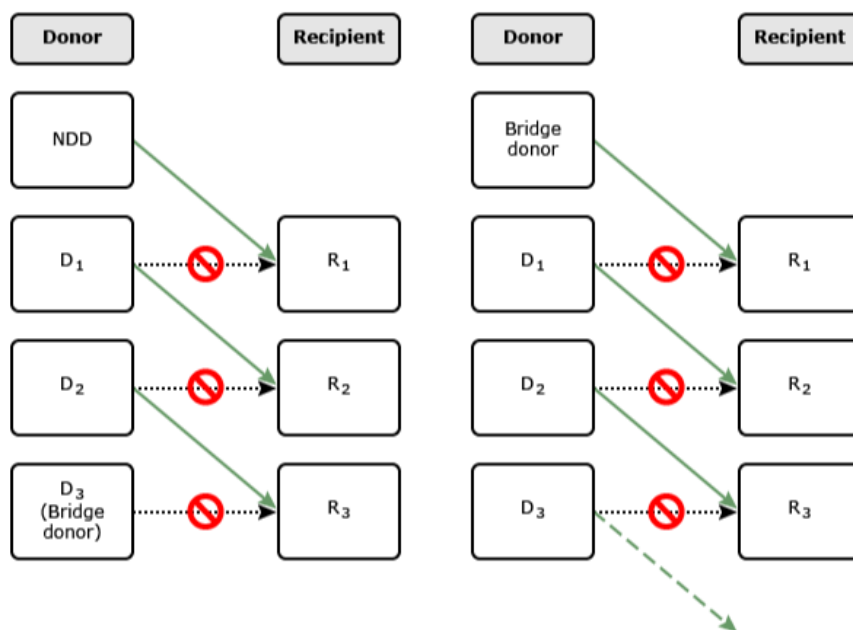 Donor
Recipient
NDD
D₁
R₁
D₂
R₂
D₃
(Bridge
donor)
R₃
Donor
Recipient
Bridge
donor
D₁
R₁
D₂
R₂
D₃
R₃